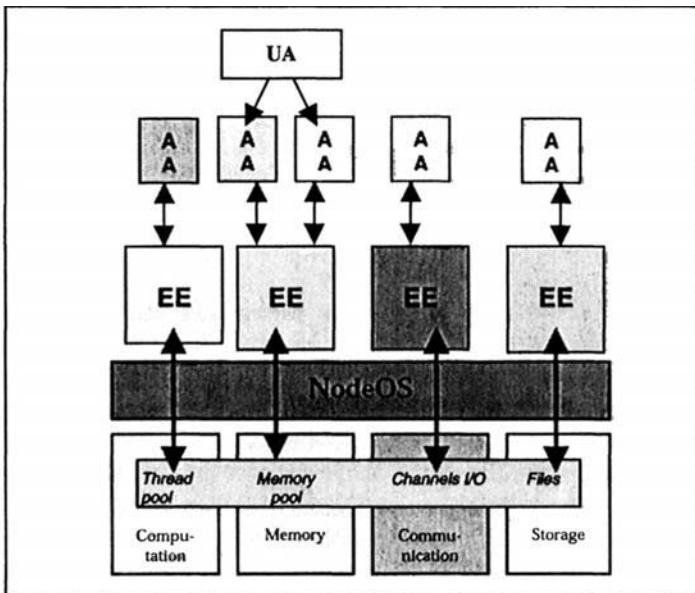 UA
A A A A A
A A A A A
EE EE EE EE
NodeOS
Thread Memory Channels I/O Files
pool pool
Compu- Memory Commu- Storage
tation nication